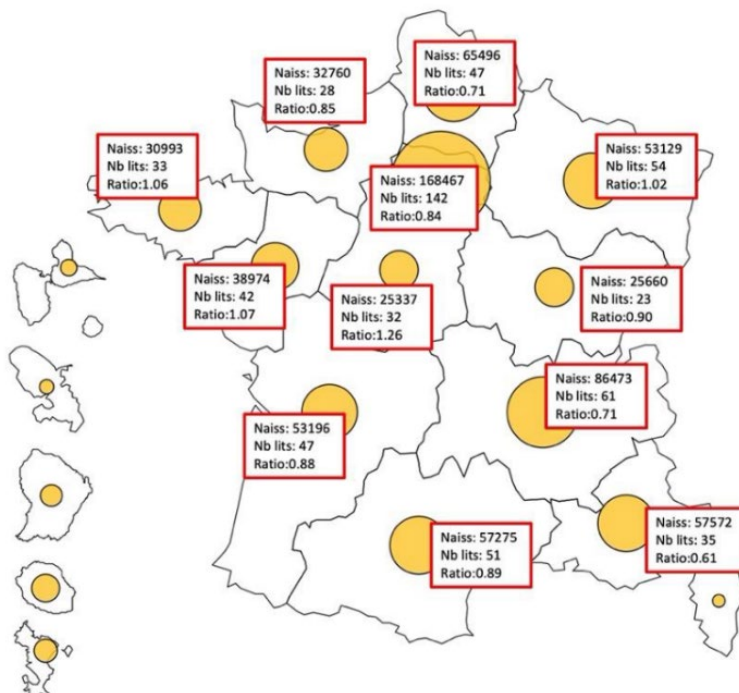 Naiss: 65496
Nb lits: 47
Ratio:0.71
Naiss: 32760
Nb lits: 28
Ratio:0.85
Naiss: 53129
Nb lits: 54
Ratio:1.02
Naiss: 30993
Nb lits: 33
Ratio:1.06
Naiss: 168467
Nb lits: 142
Ratio:0.84
Naiss: 38974
Nb lits: 42
Ratio:1.07
Naiss: 25337
Nb lits: 32
Ratio:1.26
Naiss: 25660
Nb lits: 23
Ratio:0.90
Naiss: 86473
Nb lits: 61
Ratio:0.71
Naiss: 53196
Nb lits: 47
Ratio:0.88
Naiss: 57275
Nb lits: 51
Ratio:0.89
Naiss: 57572
Nb lits: 35
Ratio:0.61